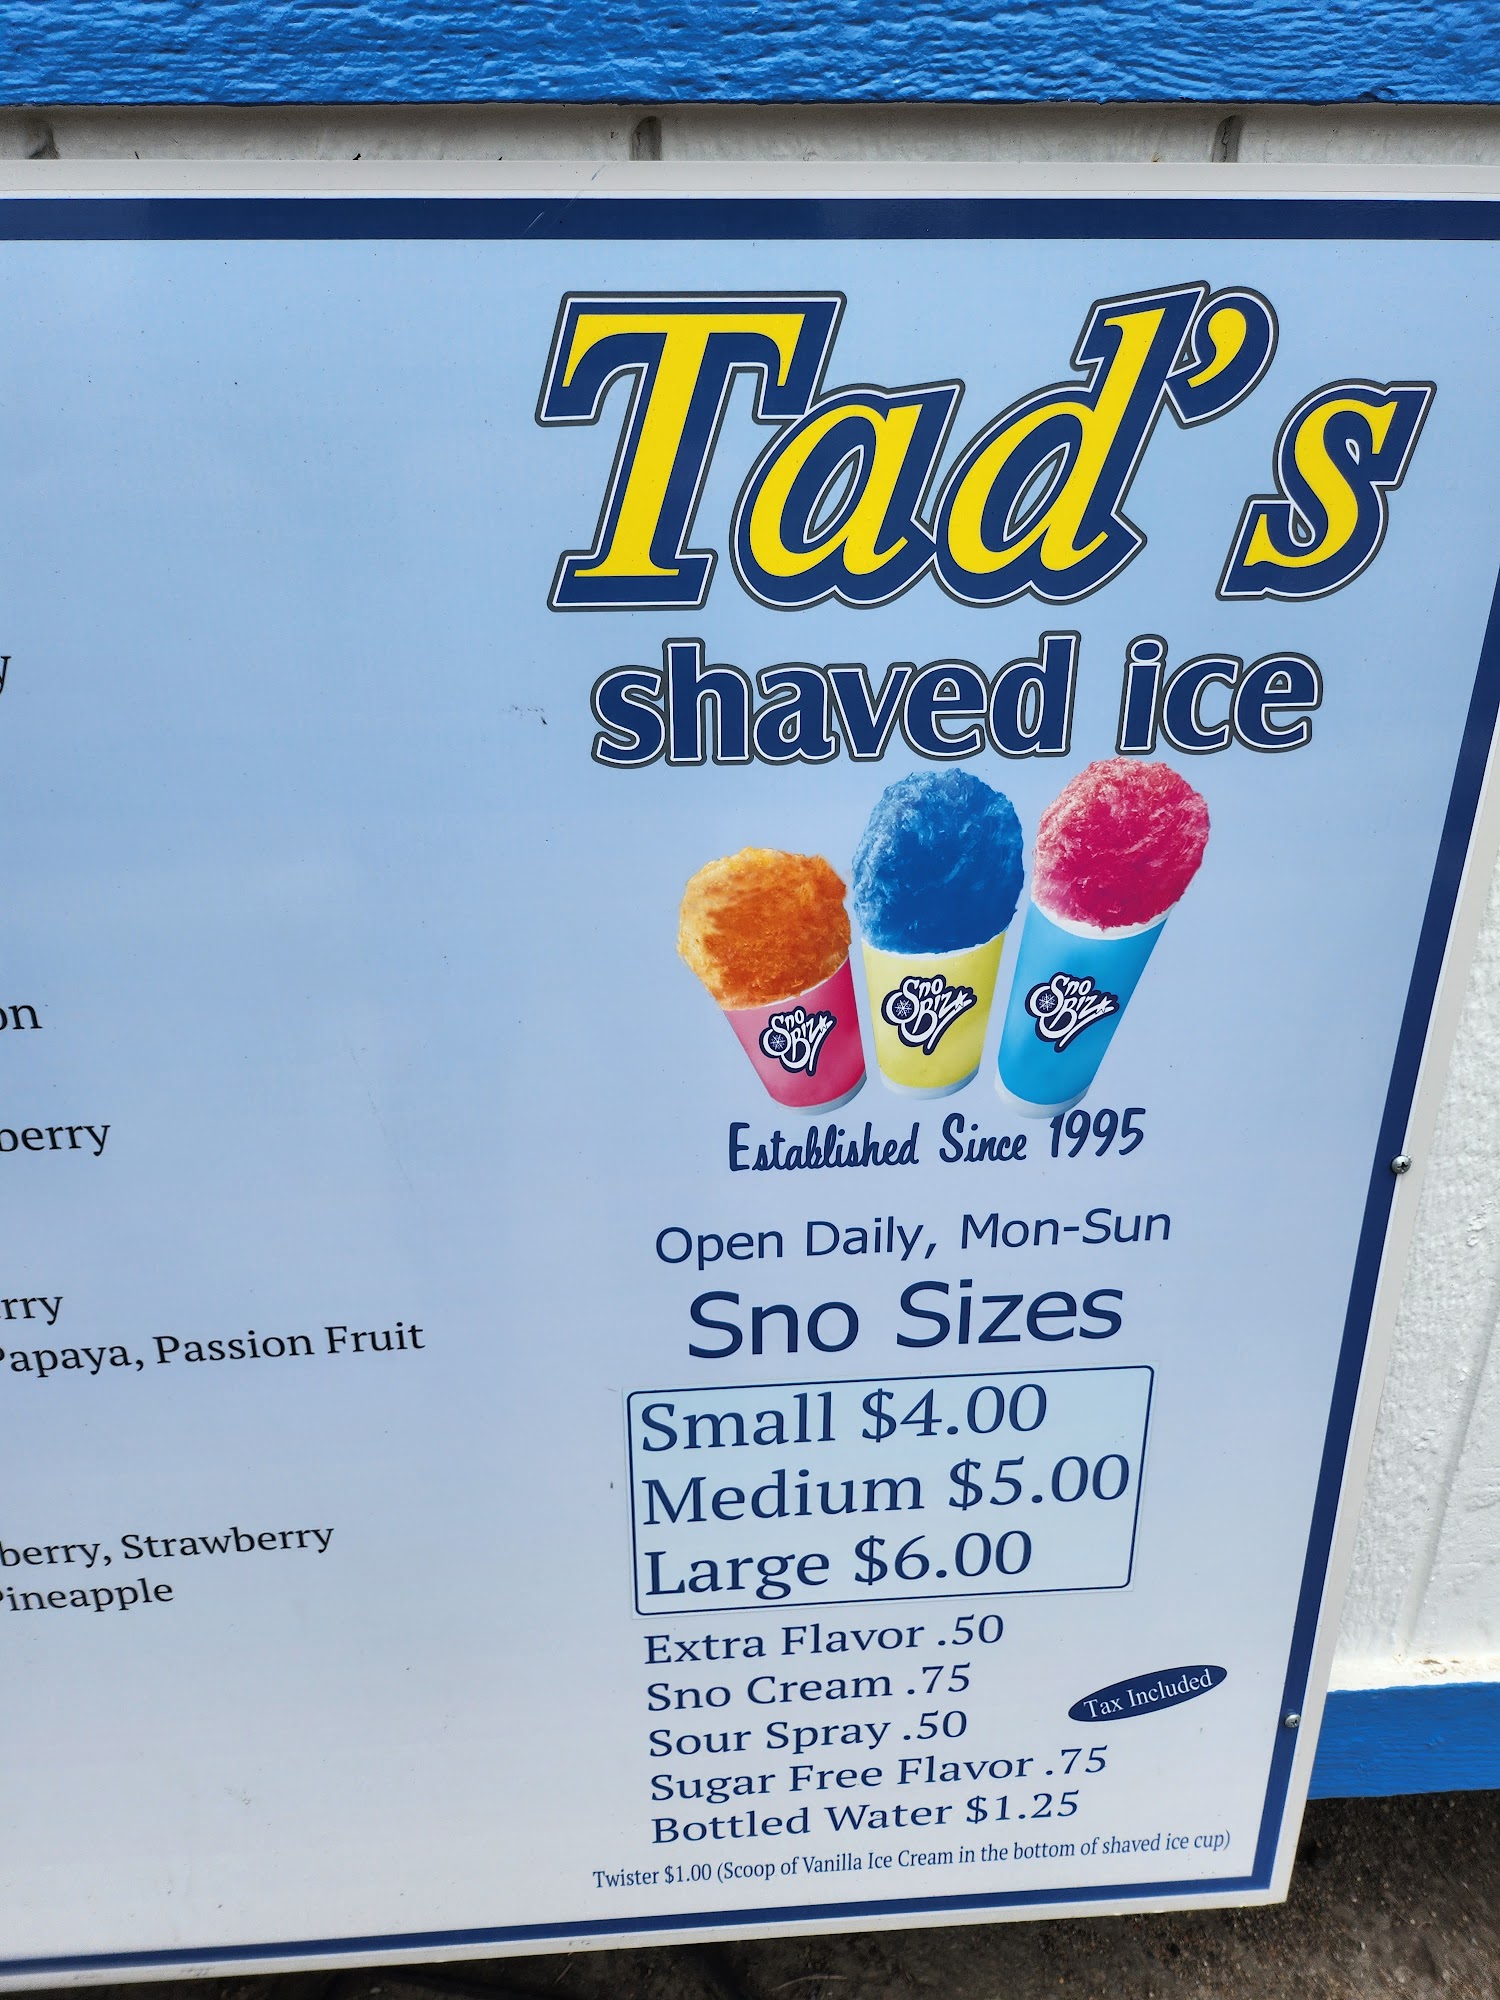 Tad's
shaved ice
Sno Biz
Sno Biz
Sno Biz
Established Since 1995
Open Daily, Mon-Sun
Sno Sizes
Small $4.00
Medium $5.00
Large $6.00
Extra Flavor .50
Sno Cream .75
Sour Spray .50
Sugar Free Flavor .75
Bottled Water $1.25
Tax Included
Twister $1.00 (Scoop of Vanilla Ice Cream in the bottom of shaved ice cup)
Papaya, Passion Fruit
berry, Strawberry
Pineapple